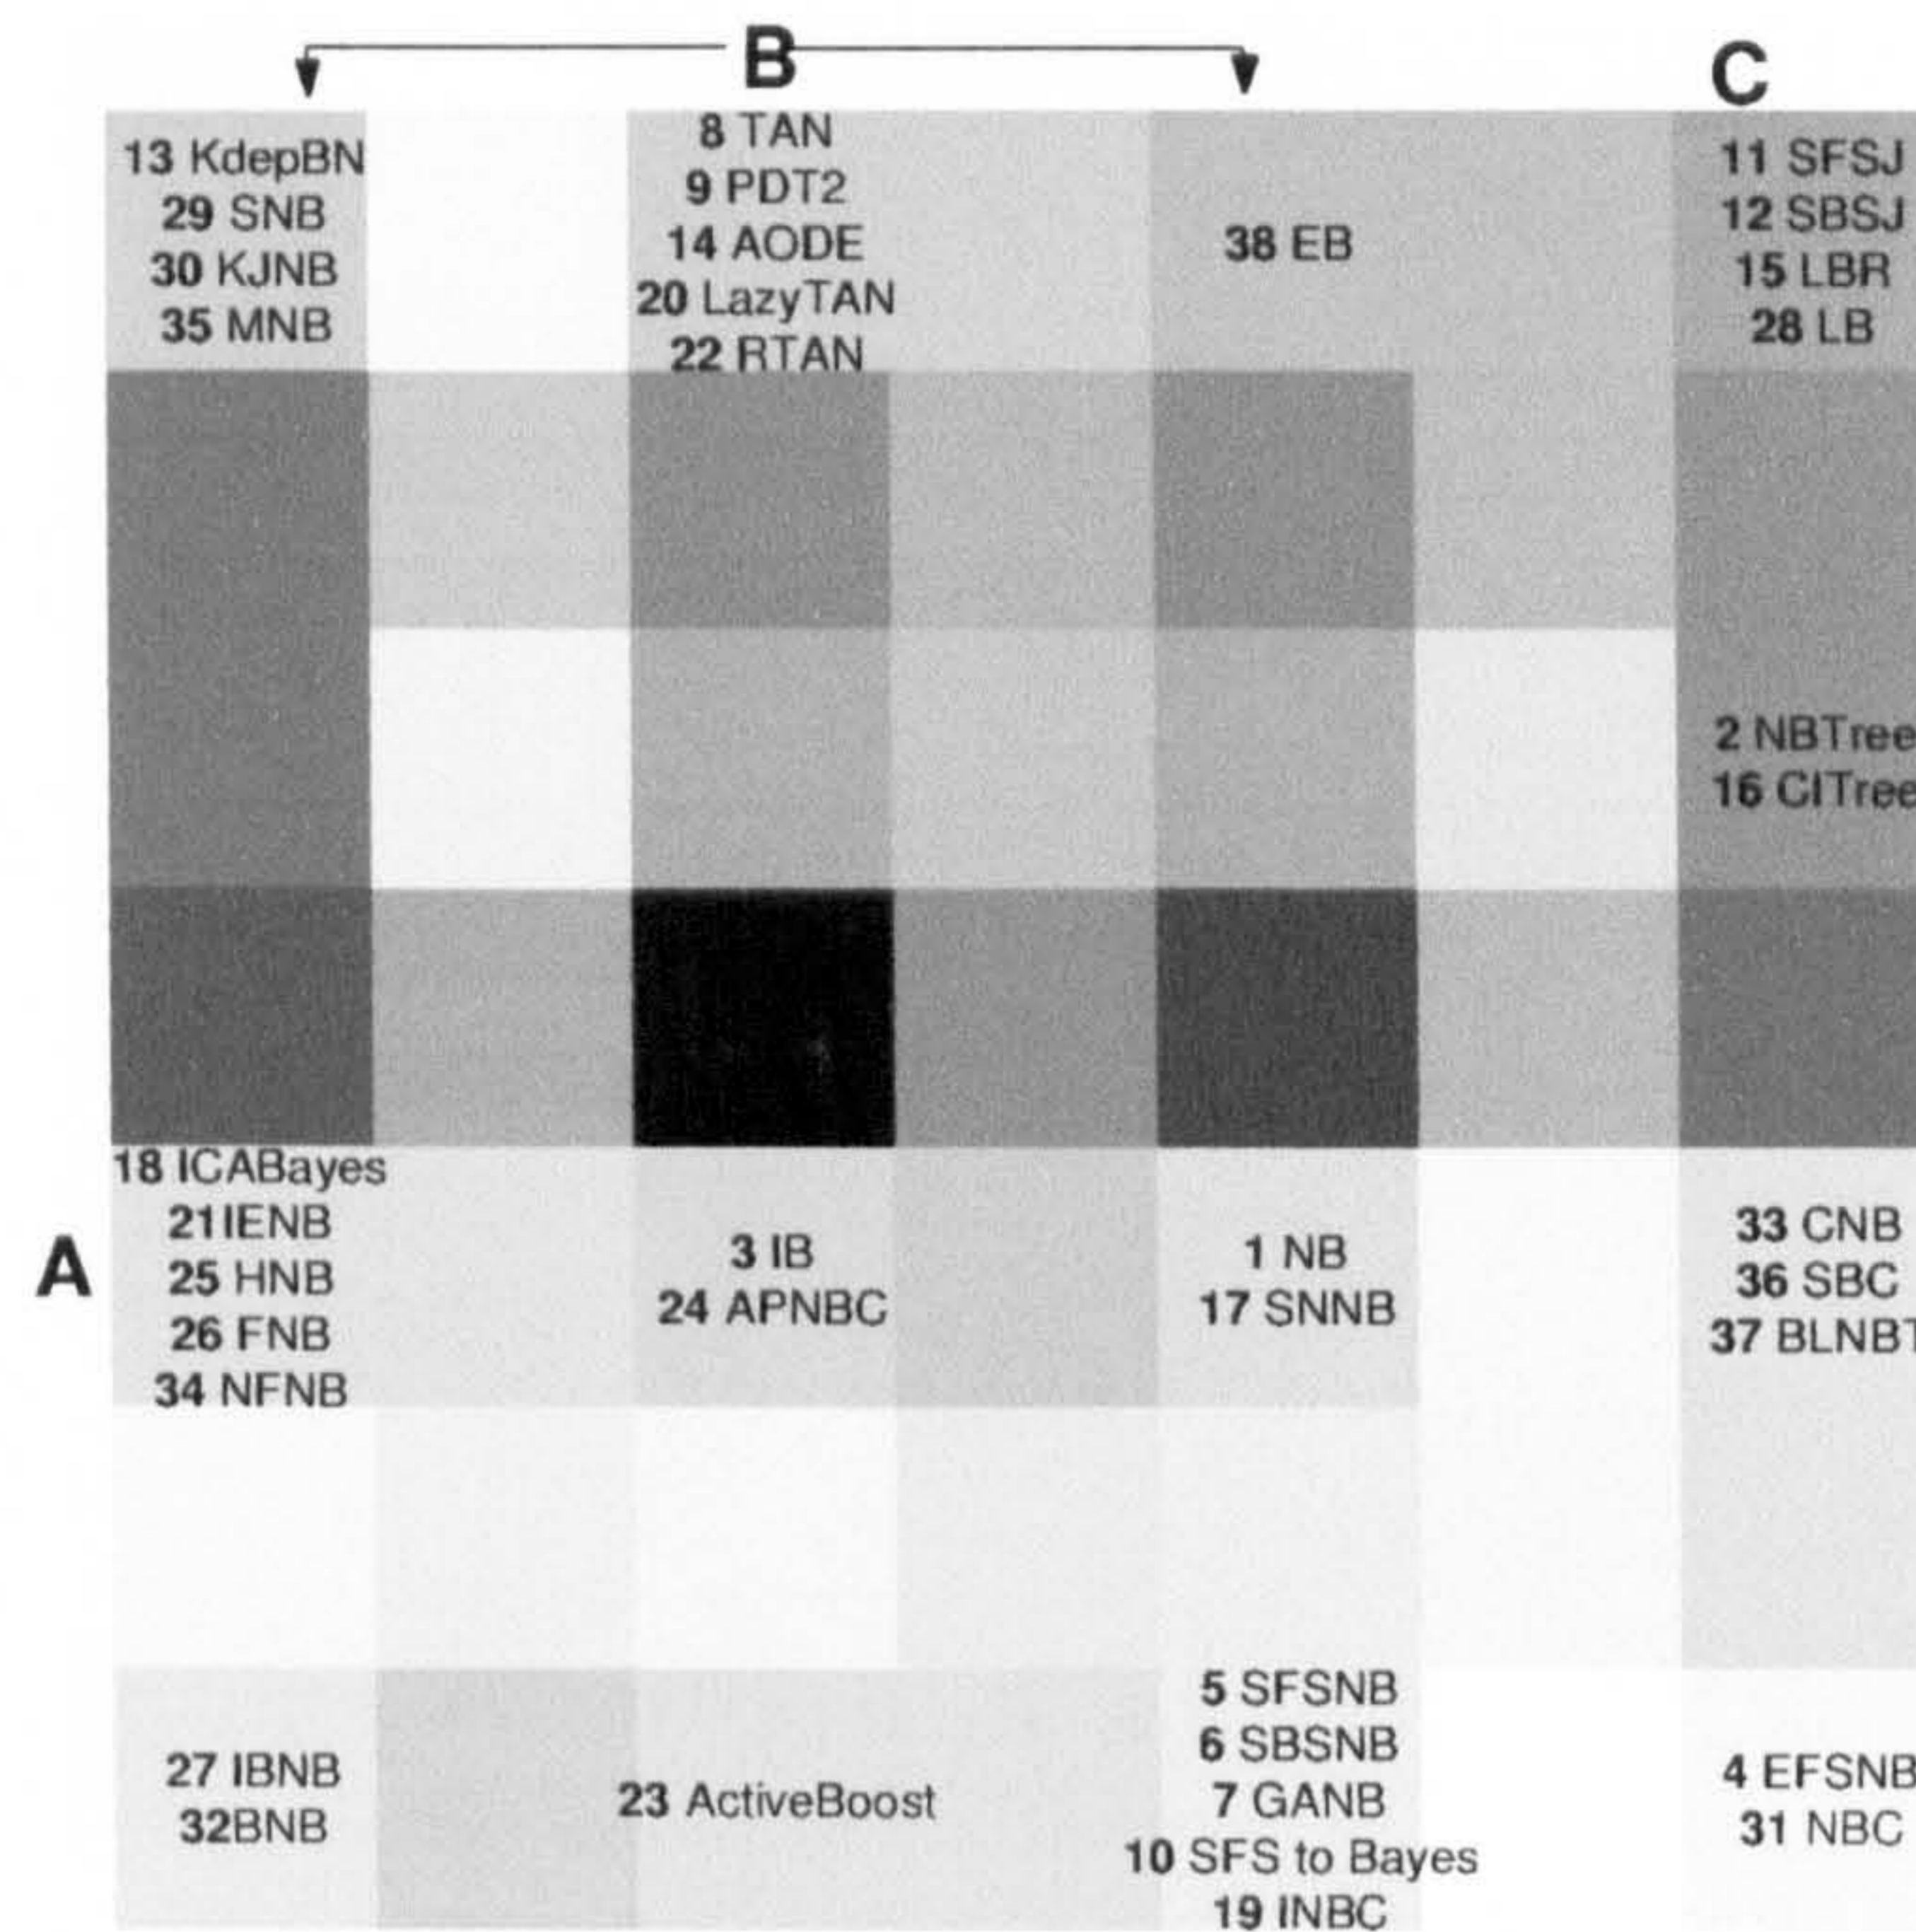 B
C
13 KdepBN
29 SNB
30 KJNB
35 MNB
8 TAN
9 PDT2
14 AODE
20 LazyTAN
22 RTAN
38 EB
11 SFSJ
12 SBSJ
15 LBR
28 LB
2 NBTree
16 CITree
A
18 ICABayes
21IENB
25 HNB
26 FNB
34 NFNB
3 IB
24 APNBC
1 NB
17 SNNB
33 CNB
36 SBC
37 BLNBT
27 IBNB
32BNB
23 ActiveBoost
5 SFSNB
6 SBSNB
7 GANB
10 SFS to Bayes
19 INBC
4 EFSNB
31 NBC